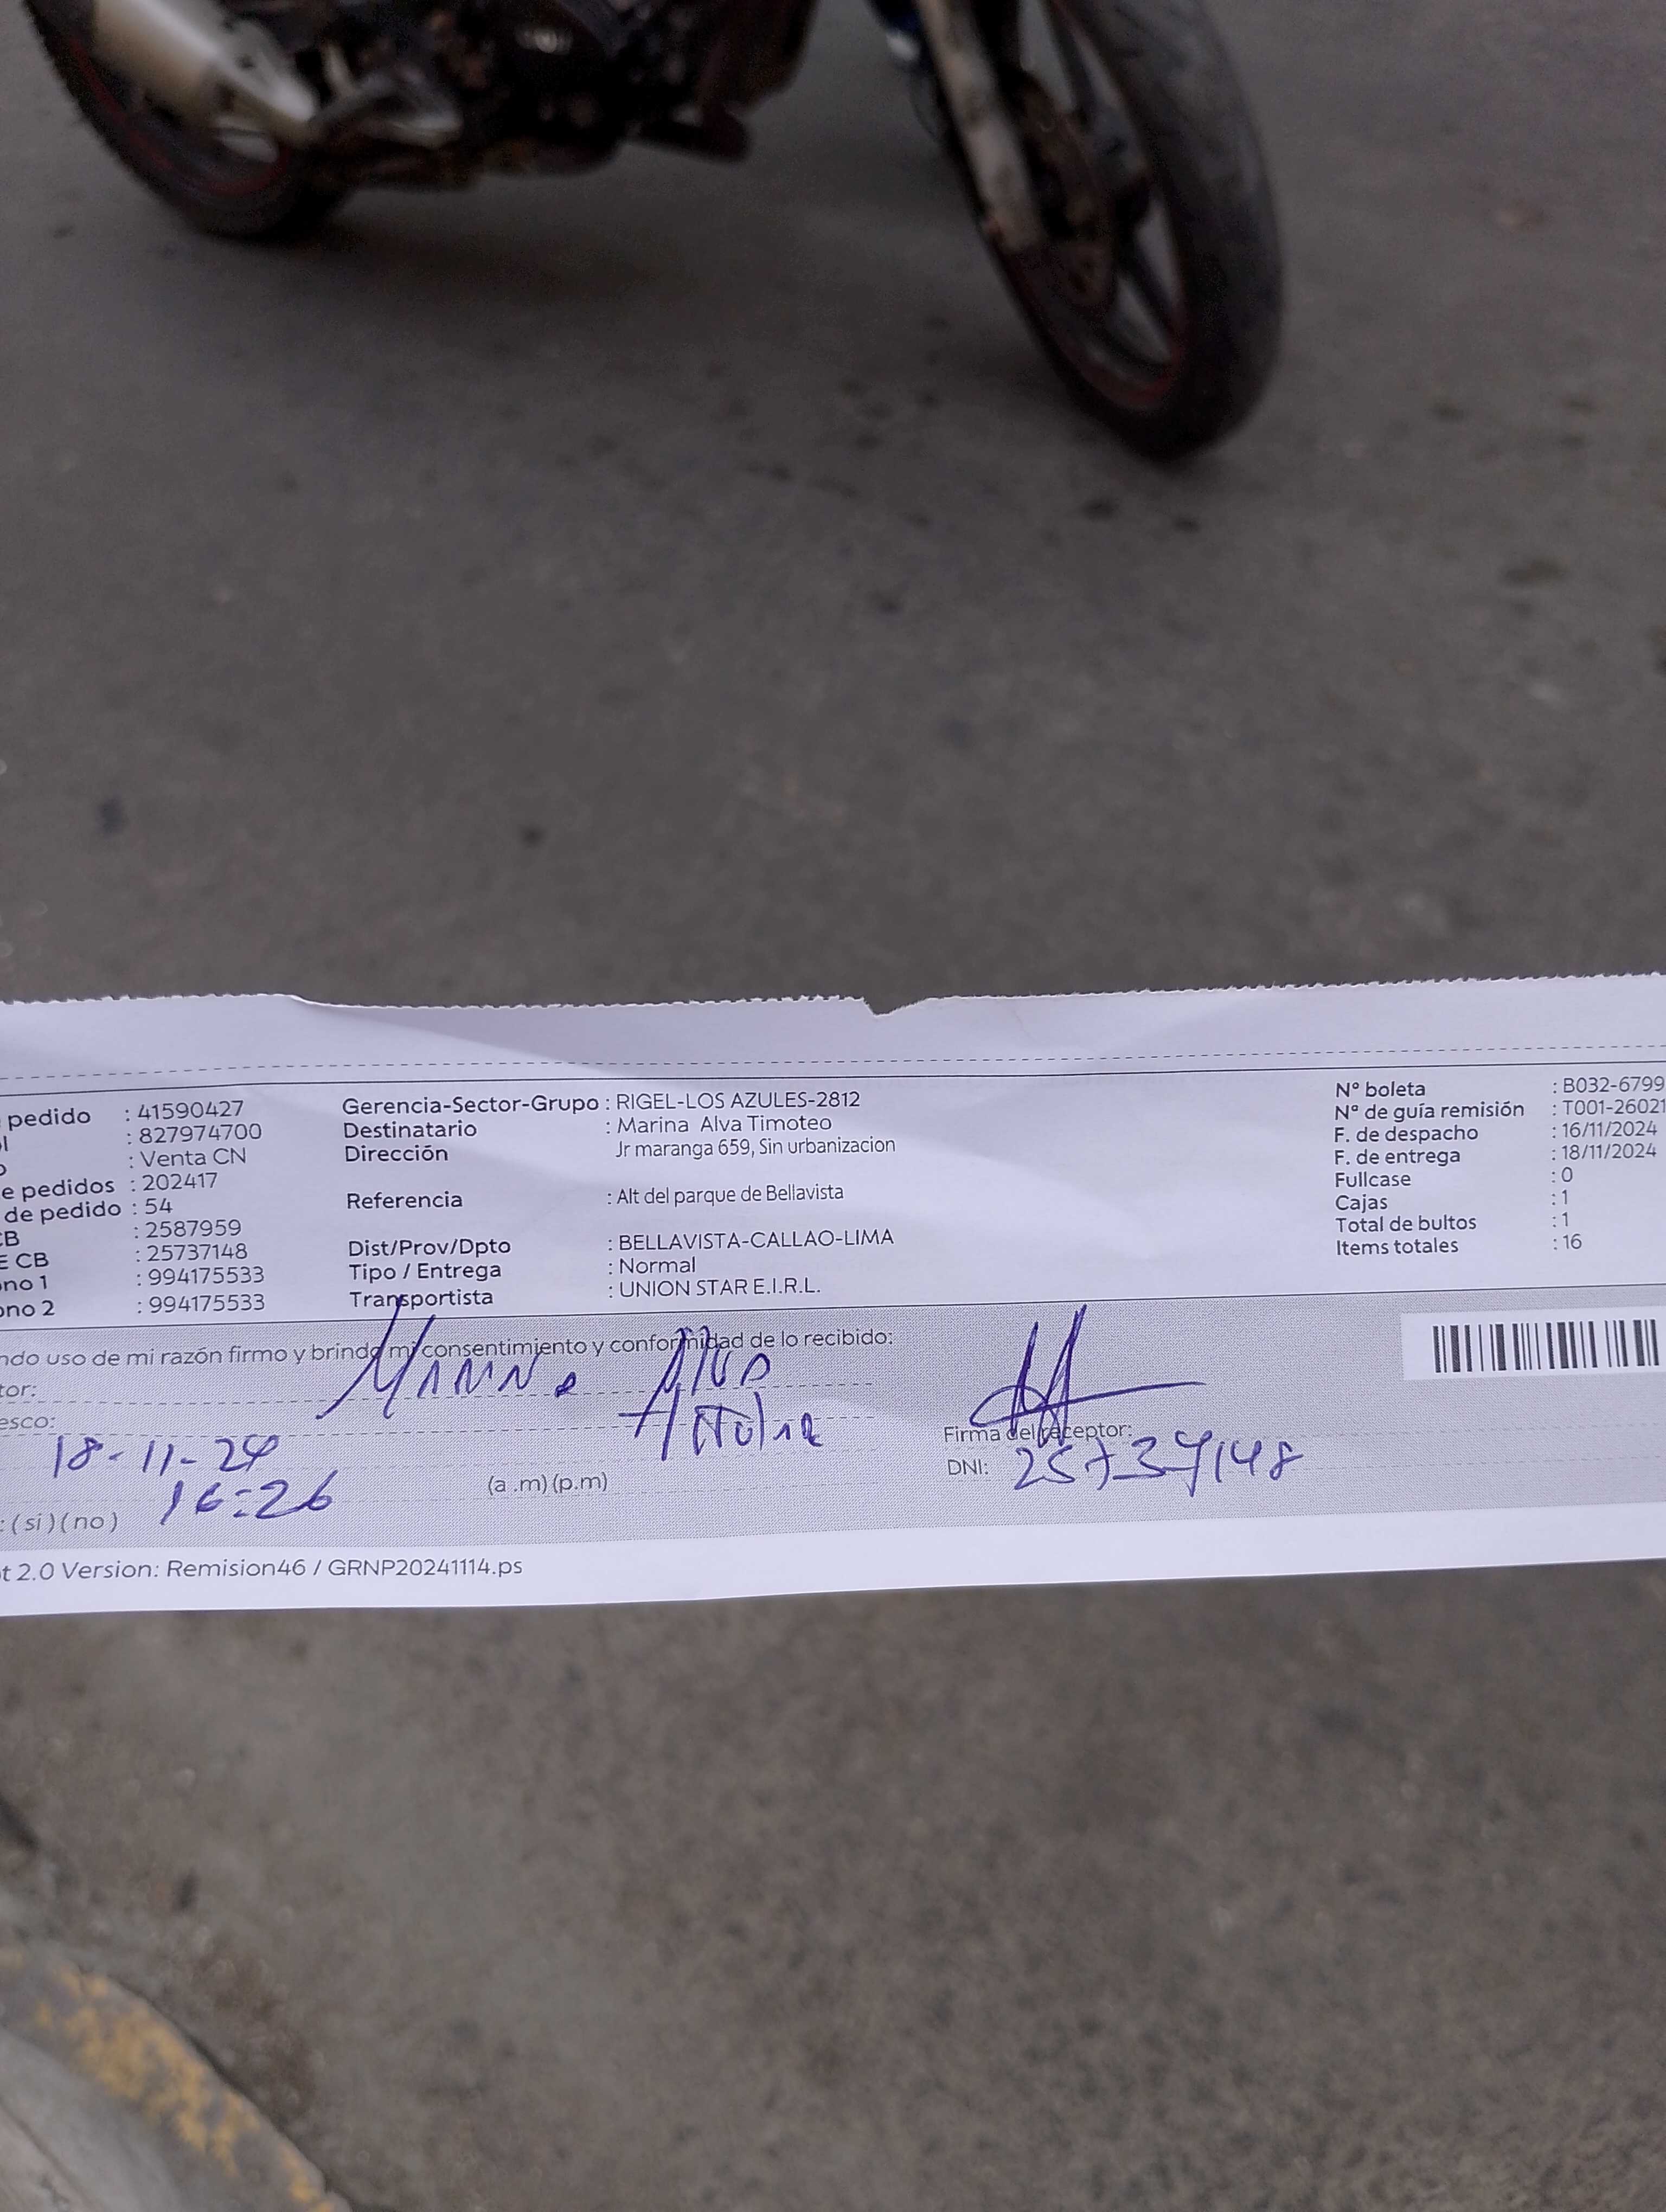 pedido : 41590427
: 827974700
: Venta CN
e pedidos : 202417
de pedido : 54
CB : 2587959
E CB : 25737148
ono 1 : 994175533
ono 2 : 994175533
Gerencia-Sector-Grupo : RIGEL-LOS AZULES-2812
Destinatario : Marina Alva Timoteo
Dirección Jr maranga 659, Sin urbanizacion
Referencia : Alt del parque de Bellavista
Dist/Prov/Dpto : BELLAVISTA-CALLAO-LIMA
Tipo / Entrega : Normal
Transportista : UNION STAR E.I.R.L.
N° boleta : B032-6799
N° de guía remisión : T001-26021
F. de despacho : 16/11/2024
F. de entrega : 18/11/2024
Fullcase : 0
Cajas : 1
Total de bultos : 1
Items totales : 16
ndo uso de mi razón firmo y brindo mi consentimiento y conformidad de lo recibido:
tor: Marina Alva
esco: titular
18-11-24
16:26 (a .m) (p.m)
: (si) (no)
Firma del receptor:
DNI: 25737148
t 2.0 Version: Remision46 / GRNP20241114.ps